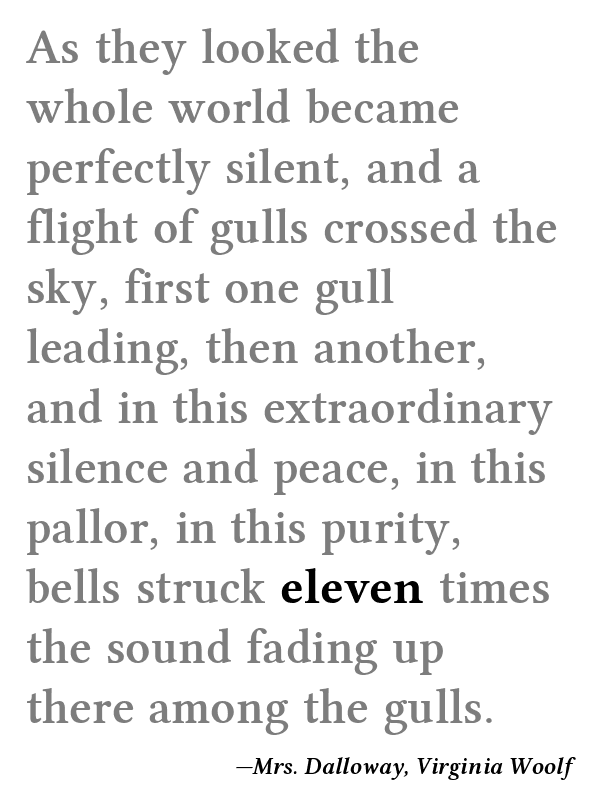 As they looked the
whole world became
perfectly silent, and a
flight of gulls crossed the
sky, first one gull
leading, then another,
and in this extraordinary
silence and peace, in this
pallor, in this purity,
bells struck eleven times
the sound fading up
there among the gulls.
—Mrs. Dalloway, Virginia Woolf